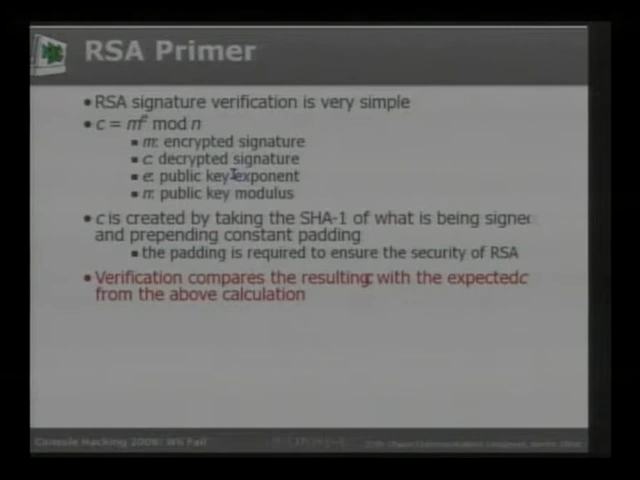 RSA Primer
• RSA signature verification is very simple
• c = mᵉ mod n
▪ m: encrypted signature
▪ c: decrypted signature
▪ e: public key exponent
▪ n: public key modulus
• c is created by taking the SHA-1 of what is being signed
and prepending constant padding
▪ the padding is required to ensure the security of RSA
• Verification compares the resulting c with the expected c
from the above calculation
Console Hacking 2008: Wii Fail